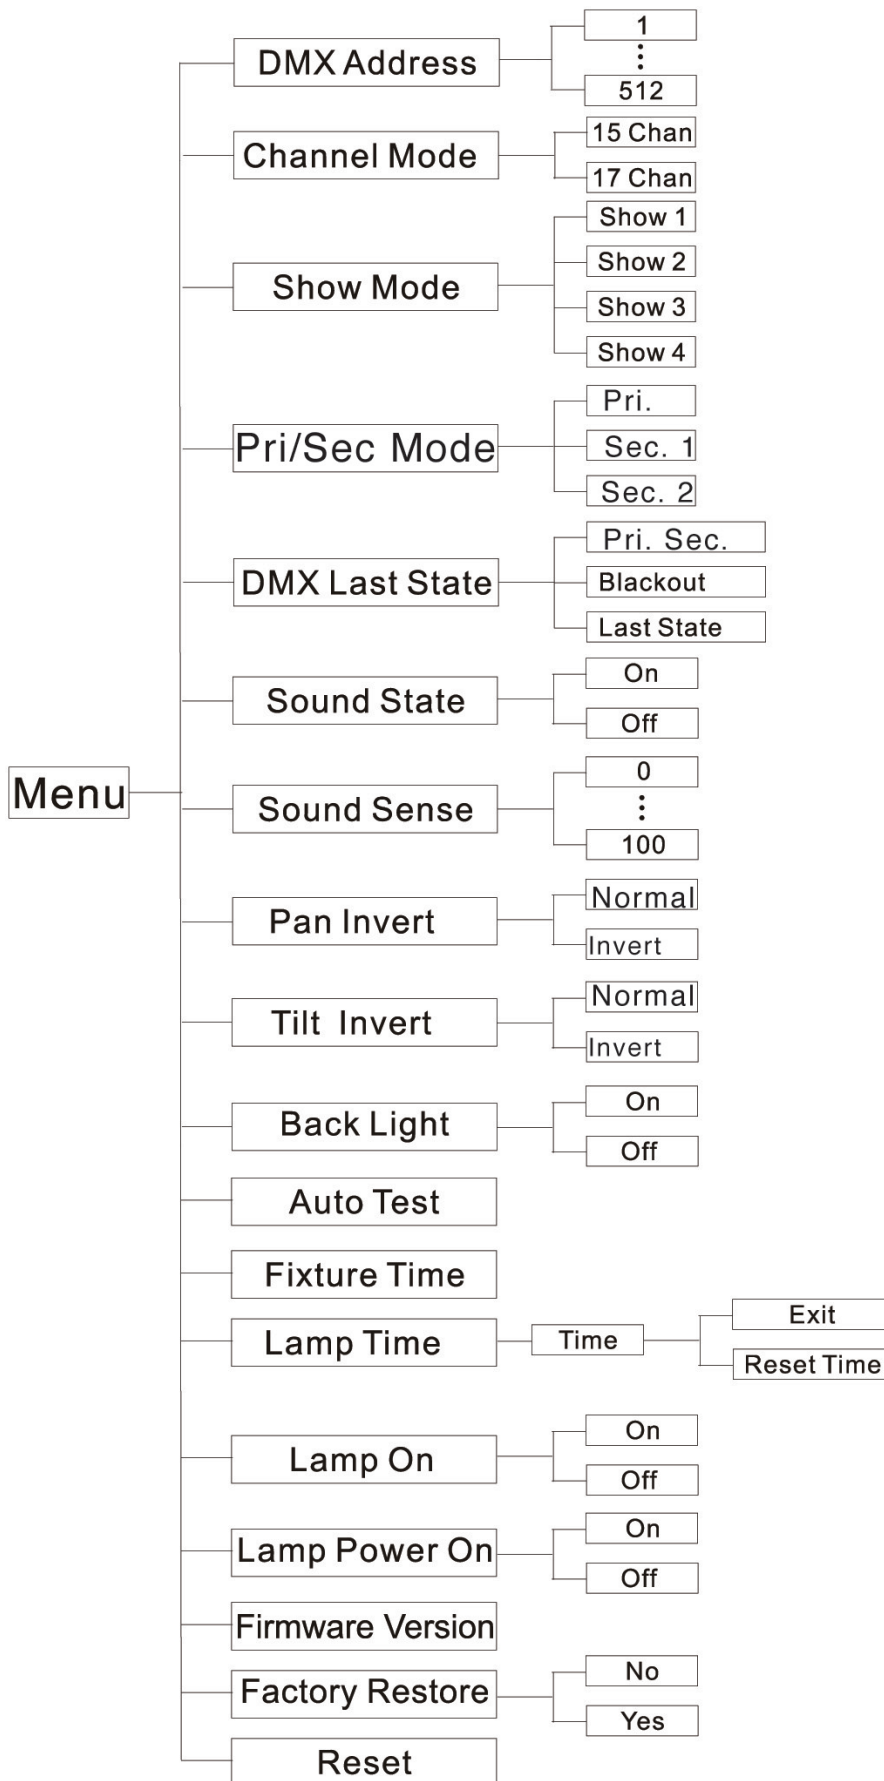 Menu
DMX Address
1
⋮
512
Channel Mode
15 Chan
17 Chan
Show Mode
Show 1
Show 2
Show 3
Show 4
Pri/Sec Mode
Pri.
Sec. 1
Sec. 2
DMX Last State
Pri. Sec.
Blackout
Last State
Sound State
On
Off
Sound Sense
0
⋮
100
Pan Invert
Normal
Invert
Tilt Invert
Normal
Invert
Back Light
On
Off
Auto Test
Fixture Time
Lamp Time
Time
Exit
Reset Time
Lamp On
On
Off
Lamp Power On
On
Off
Firmware Version
Factory Restore
No
Yes
Reset